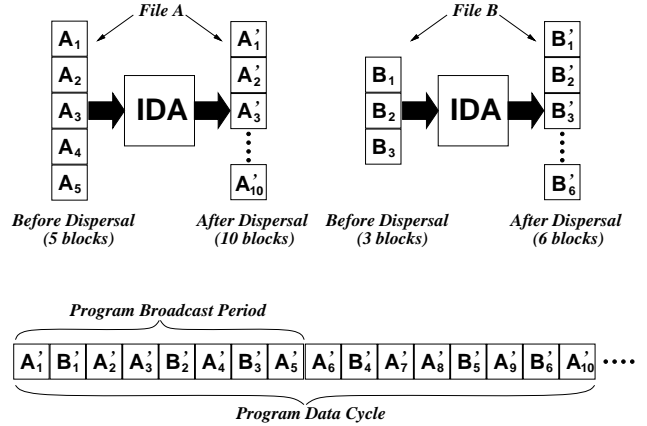 File A
File B
A1 A'1 B'1
A2 A'2 B1 B'2
A3 IDA A'3 B2 IDA B'3
A4 B3
A5 A'10 B'6
Before Dispersal (5 blocks)
After Dispersal (10 blocks)
Before Dispersal (3 blocks)
After Dispersal (6 blocks)
Program Broadcast Period
A'1 B'1 A'2 A'3 B'2 A'4 B'3 A'5 A'6 B'4 A'7 A'8 B'5 A'9 B'6 A'10 ....
Program Data Cycle